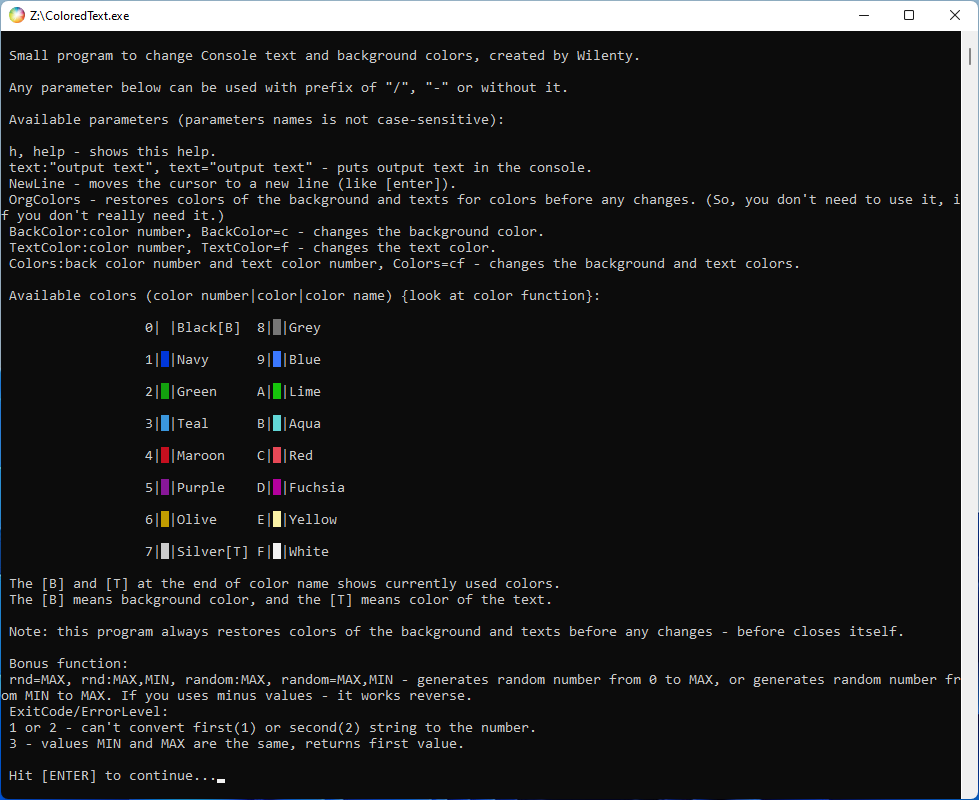 Z:\ColoredText.exe
Small program to change Console text and background colors, created by Wilenty.
Any parameter below can be used with prefix of "/", "-" or without it.
Available parameters (parameters names is not case-sensitive):
h, help - shows this help.
text:"output text", text="output text" - puts output text in the console.
NewLine - moves the cursor to a new line (like [enter]).
OrgColors - restores colors of the background and texts for colors before any changes. (So, you don't need to use it, i
f you don't really need it.)
BackColor:color number, BackColor=c - changes the background color.
TextColor:color number, TextColor=f - changes the text color.
Colors:back color number and text color number, Colors=cf - changes the background and text colors.
Available colors (color number|color|color name) {look at color function}:
0| |Black[B] 8| |Grey
1| |Navy 9| |Blue
2| |Green A| |Lime
3| |Teal B| |Aqua
4| |Maroon C| |Red
5| |Purple D| |Fuchsia
6| |Olive E| |Yellow
7| |Silver[T] F| |White
The [B] and [T] at the end of color name shows currently used colors.
The [B] means background color, and the [T] means color of the text.
Note: this program always restores colors of the background and texts before any changes - before closes itself.
Bonus function:
rnd=MAX, rnd:MAX,MIN, random:MAX, random=MAX,MIN - generates random number from 0 to MAX, or generates random number fr
om MIN to MAX. If you uses minus values - it works reverse.
ExitCode/ErrorLevel:
1 or 2 - can't convert first(1) or second(2) string to the number.
3 - values MIN and MAX are the same, returns first value.
Hit [ENTER] to continue..._